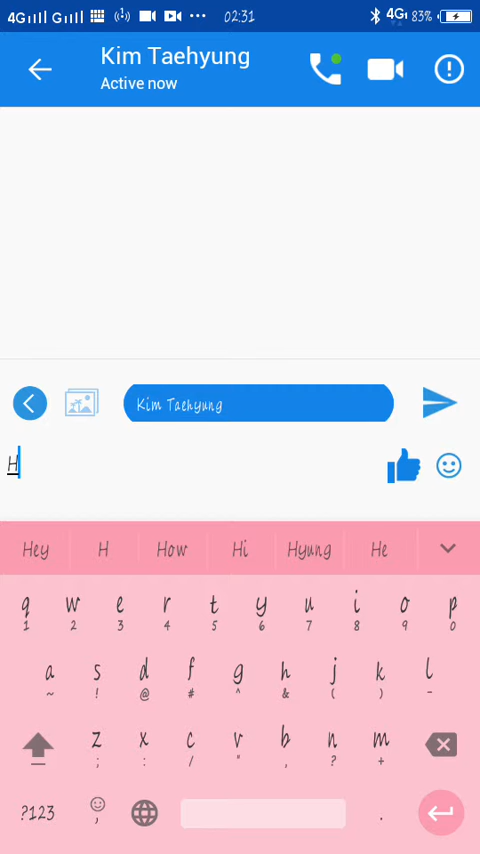 4G G 02:31 4G 83%
Kim Taehyung
Active now
Kim Taehyung
H
Hey H How Hi Hyung He
q w e r t y u i o p
1 2 3 4 5 6 7 8 9 0
a s d f g h j k l
~ ! @ # ^ & ( ) -
z x c v b n m
; : / " , ? +
?123 , .